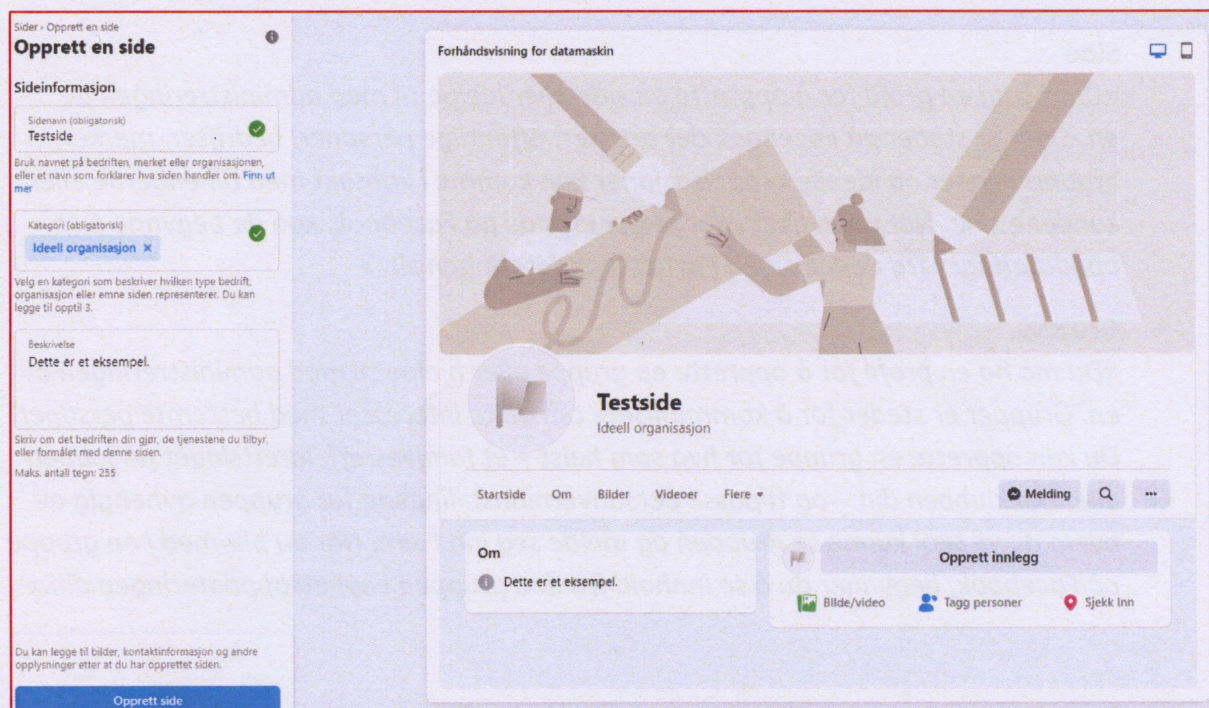 Sider › Opprett en side
Opprett en side
Sideinformasjon
Sidenavn (obligatorisk)
Testside
Bruk navnet på bedriften, merket eller organisasjonen,
eller et navn som forklarer hva siden handler om. Finn ut
mer
Kategori (obligatorisk)
Ideell organisasjon ×
Velg en kategori som beskriver hvilken type bedrift,
organisasjon eller emne siden representerer. Du kan
legge til opptil 3.
Beskrivelse
Dette er et eksempel.
Skriv om det bedriften din gjør, de tjenestene du tilbyr,
eller formålet med denne siden.
Maks. antall tegn: 255
Du kan legge til bilder, kontaktinformasjon og andre
opplysninger etter at du har opprettet siden.
Opprett side
Forhåndsvisning for datamaskin
Testside
Ideell organisasjon
Startside Om Bilder Videoer Flere
Melding
Om
Dette er et eksempel.
Opprett innlegg
Bilde/video Tagg personer Sjekk Inn